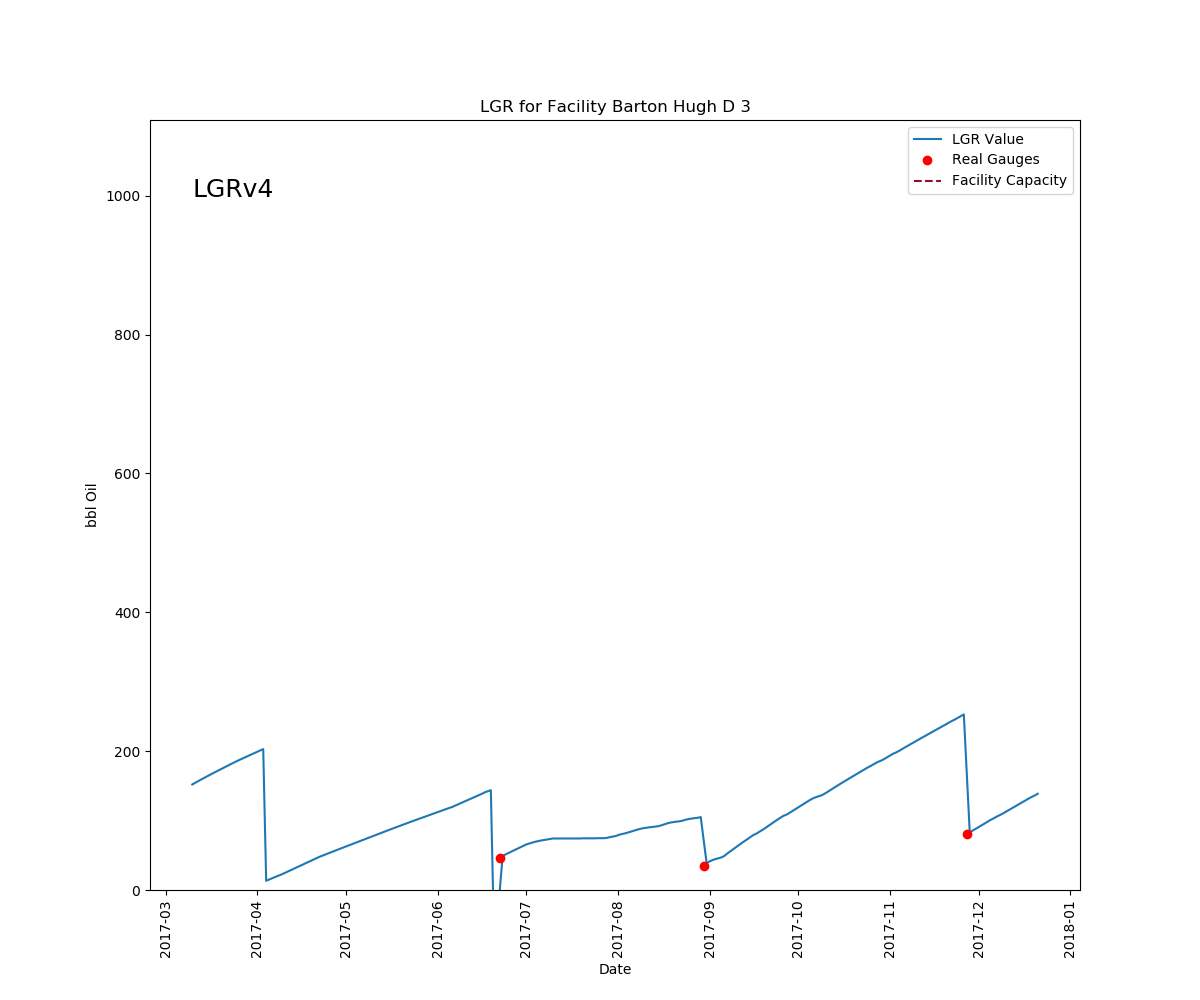 LGR for Facility Barton Hugh D 3
LGRv4
LGR Value
Real Gauges
Facility Capacity
1000
800
600
400
200
0
bbl Oil
2017-03
2017-04
2017-05
2017-06
2017-07
2017-08
2017-09
2017-10
2017-11
2017-12
2018-01
Date